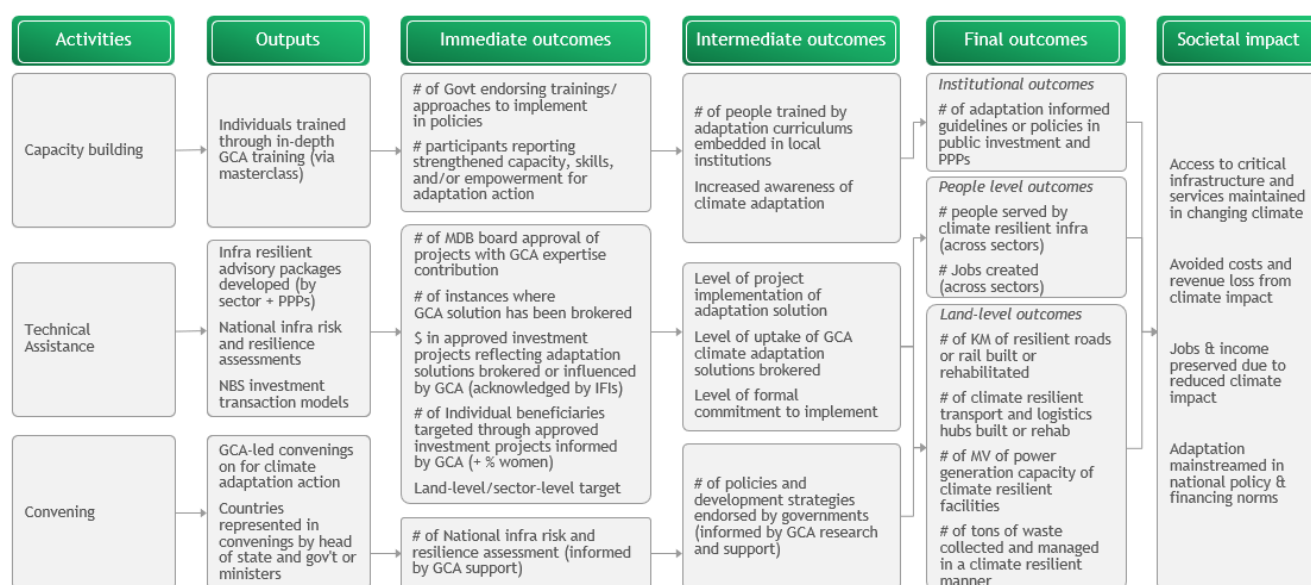 Activities
Outputs
Immediate outcomes
Intermediate outcomes
Final outcomes
Societal impact
Capacity building
Individuals trained
through in-depth
GCA training (via
masterclass)
# of Govt endorsing trainings/
approaches to implement
in policies
# participants reporting
strengthened capacity, skills,
and/or empowerment for
adaptation action
# of people trained by
adaptation curriculums
embedded in local
institutions
Increased awareness of
climate adaptation
Institutional outcomes
# of adaptation informed
guidelines or policies in
public investment and
PPPs
People level outcomes
# people served by
climate resilient infra
(across sectors)
# Jobs created
(across sectors)
Technical
Assistance
Infra resilient
advisory packages
developed (by
sector + PPPs)
National infra risk
and resilience
assessments
NBS investment
transaction models
# of MDB board approval of
projects with GCA expertise
contribution
# of instances where
GCA solution has been brokered
$ in approved investment
projects reflecting adaptation
solutions brokered or influenced
by GCA (acknowledged by IFIs)
# of Individual beneficiaries
targeted through approved
investment projects informed
by GCA (+ % women)
Land-level/sector-level target
Level of project
implementation of
adaptation solution
Level of uptake of GCA
climate adaptation
solutions brokered
Level of formal
commitment to implement
Land-level outcomes
# of KM of resilient roads
or rail built or
rehabilitated
# of climate resilient
transport and logistics
hubs built or rehab
# of MV of power
generation capacity of
climate resilient
facilities
# of tons of waste
collected and managed
in a climate resilient
manner
Convening
GCA-led convenings
on for climate
adaptation action
Countries
represented in
convenings by head
of state and gov't or
ministers
# of National infra risk and
resilience assessment (informed
by GCA support)
# of policies and
development strategies
endorsed by governments
(informed by GCA research
and support)
Access to critical
infrastructure and
services maintained
in changing climate
Avoided costs and
revenue loss from
climate impact
Jobs & income
preserved due to
reduced climate
impact
Adaptation
mainstreamed in
national policy &
financing norms